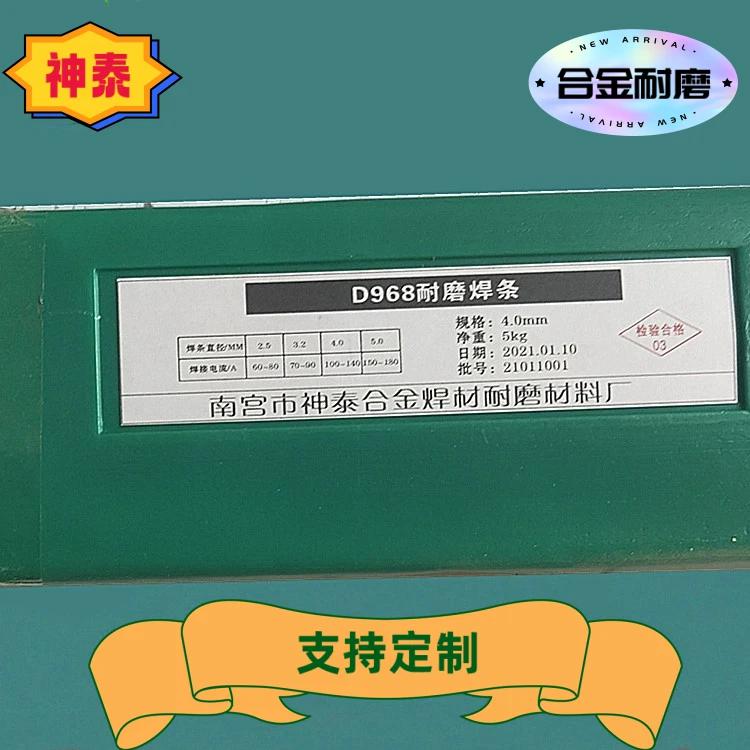 神泰
NEW ARRIVAL
合金耐磨
NEW ARRIVAL
D968耐磨焊条
焊条直径/MM 2.5 3.2 4.0 5.0
焊接电流/A 60-80 70-90 100-140 150-180
规格: 4.0mm
净重: 5kg
日期: 2021.01.10
批号: 21011001
检验合格
03
南宫市神泰合金焊材耐磨材料厂
支持定制